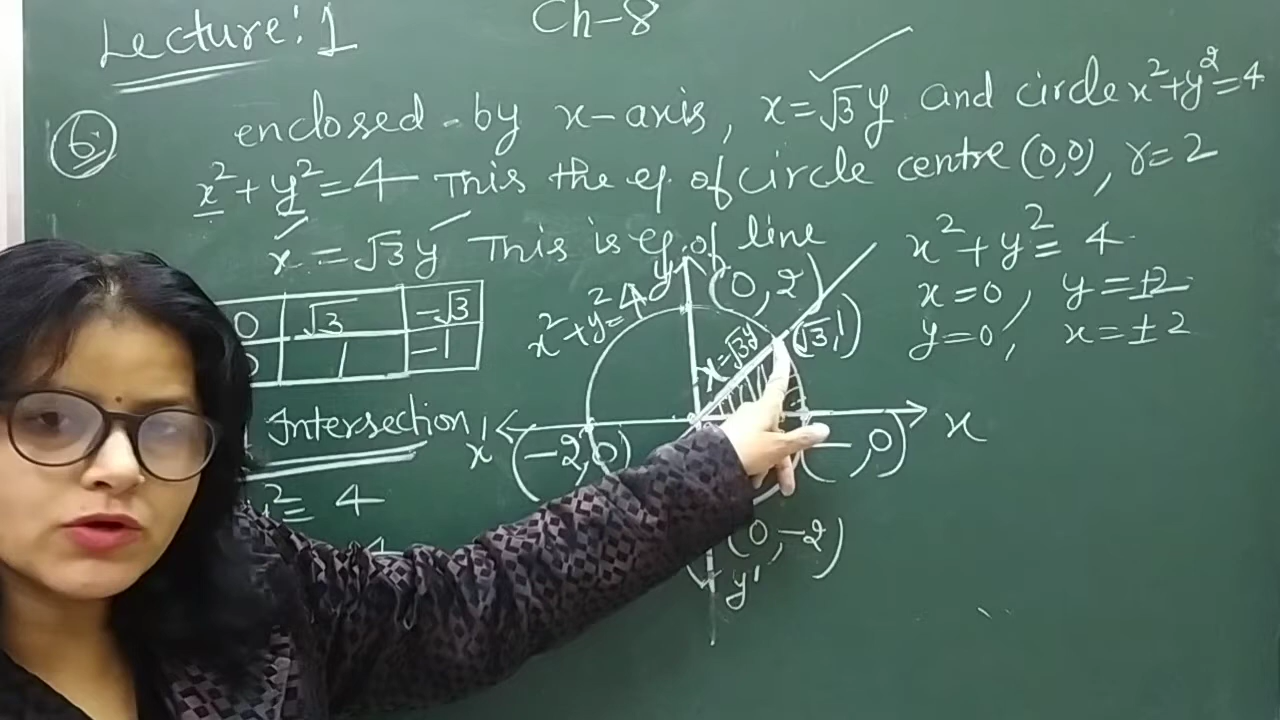 Lecture: 1
Ch-8
⑥ enclosed by x-axis, x=√3y and circle x²+y²=4
x²+y²=4 This the eq. of circle centre (0,0), r=2
x=√3y This is eq. of line
0 √3 -√3
1 -1
Intersection
y²=4
x²+y²=4
y
(0,2)
x=√3y
(√3,1)
x'
(-2,0)
,0)
x
(0,-2)
y'
x²+y²=4
x=0, y=±2
y=0, x=±2